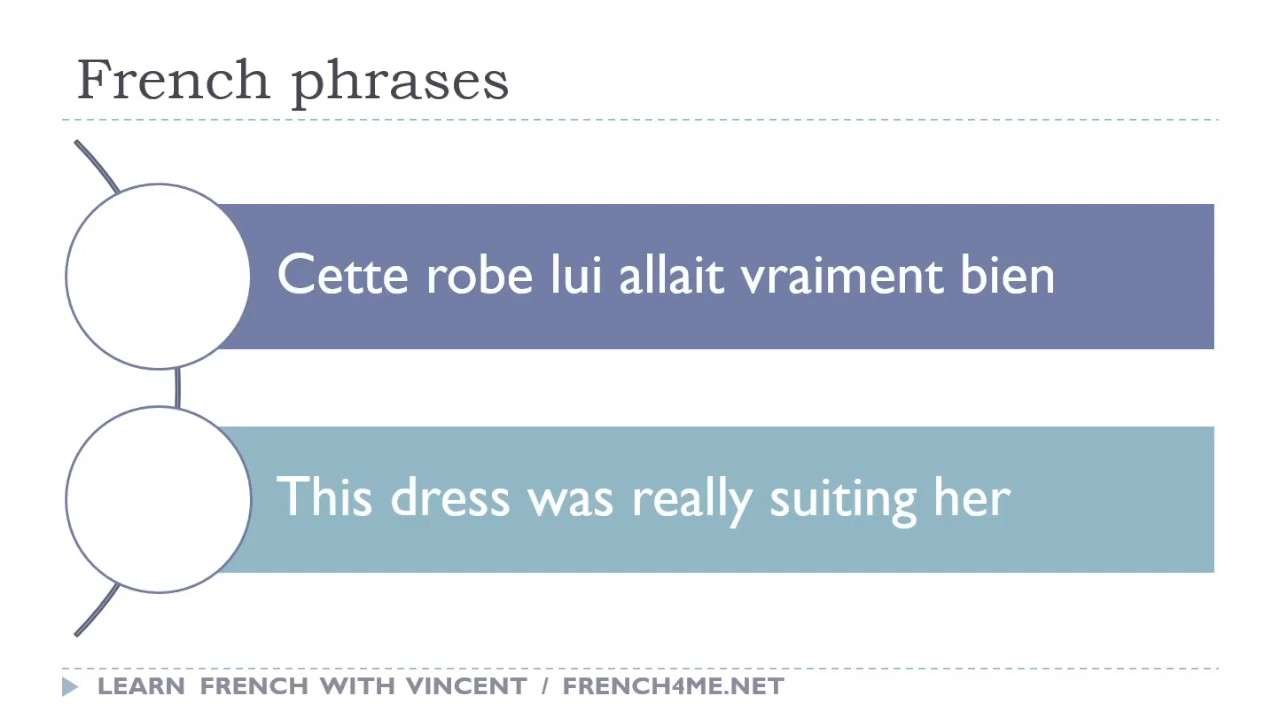 French phrases
Cette robe lui allait vraiment bien
This dress was really suiting her
LEARN FRENCH WITH VINCENT / FRENCH4ME.NET